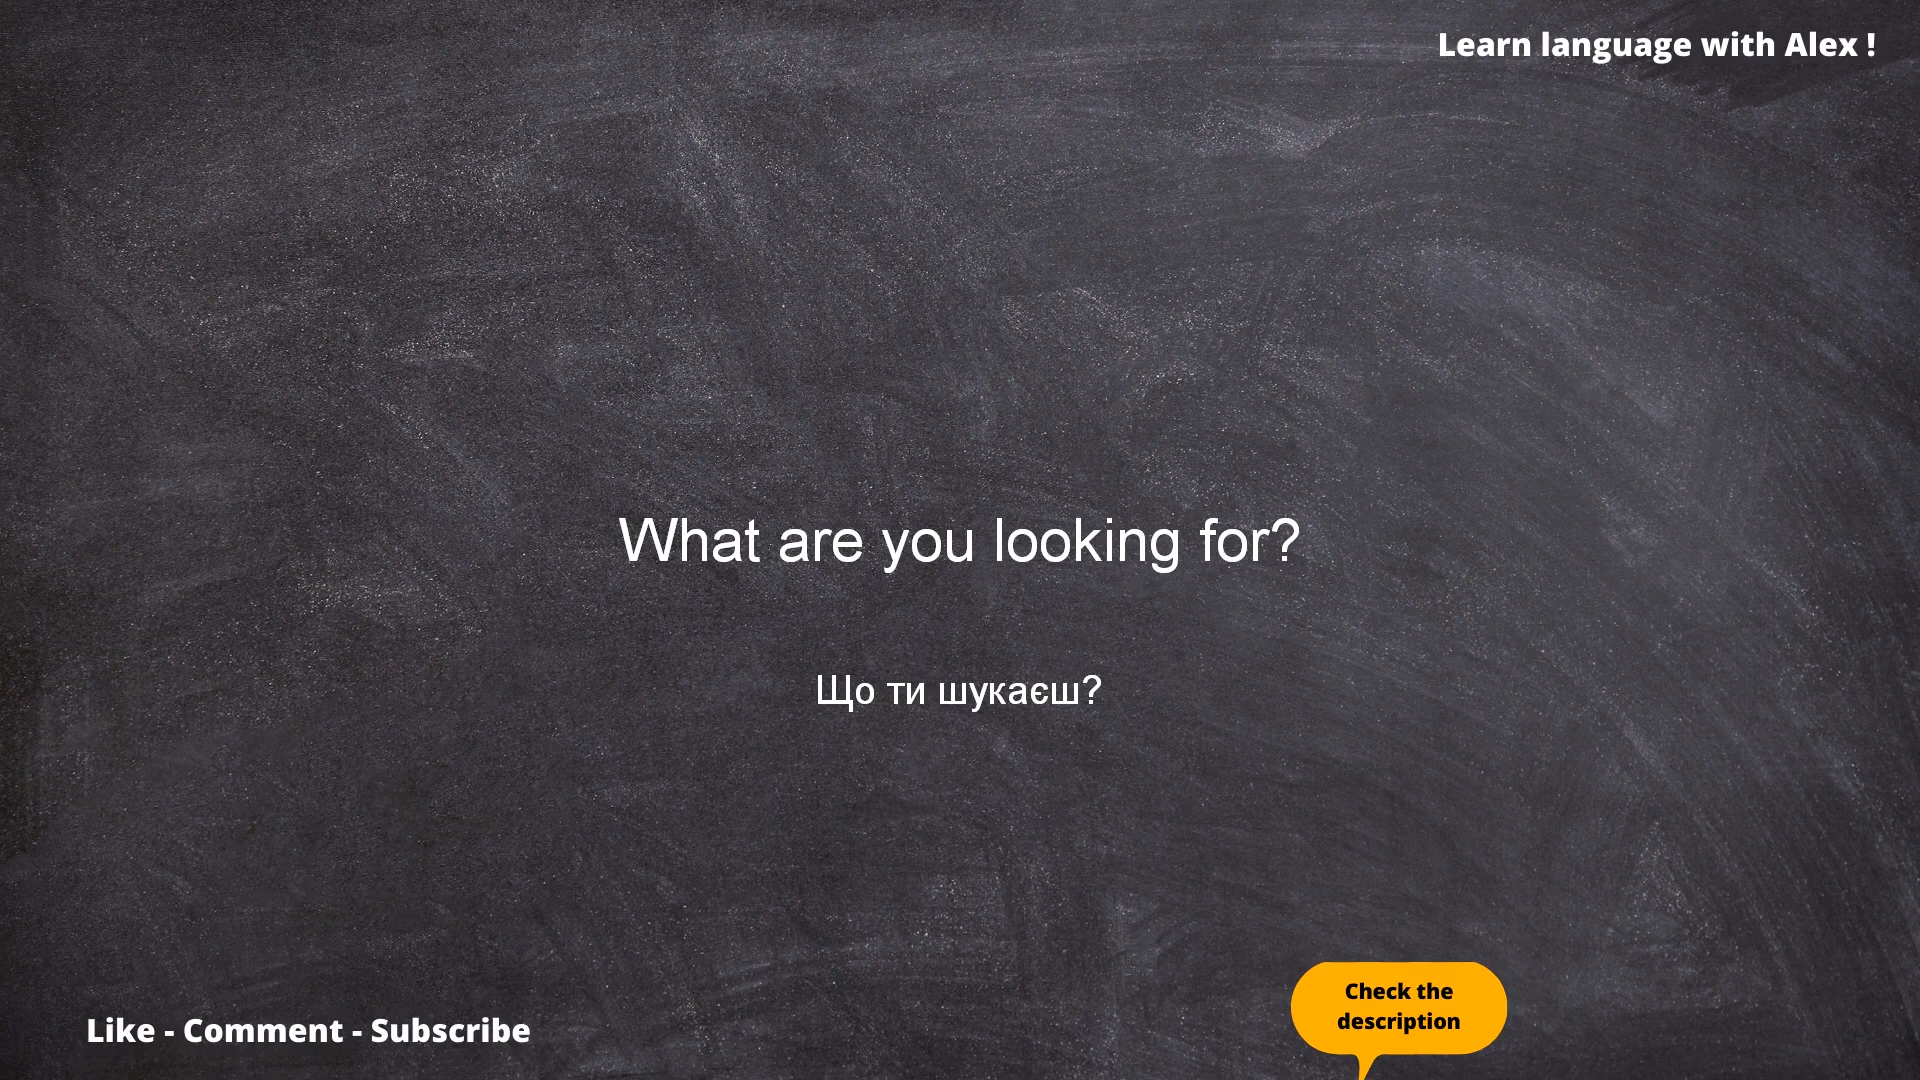 Learn language with Alex !
What are you looking for?
Що ти шукаєш?
Check the
description
Like - Comment - Subscribe